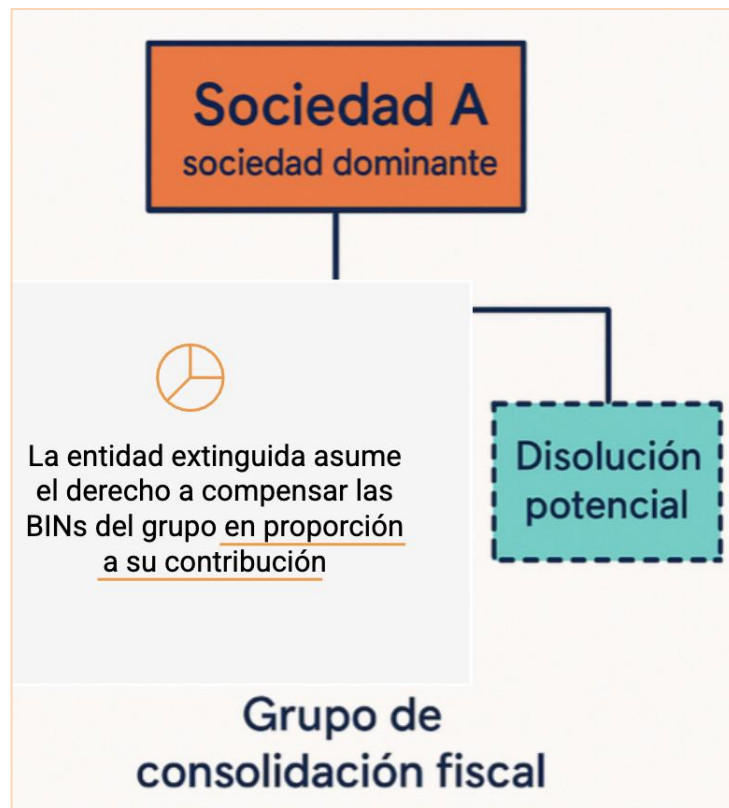 Sociedad A
sociedad dominante
La entidad extinguida asume
el derecho a compensar las
BINs del grupo en proporción
a su contribución
Disolución
potencial
Grupo de
consolidación fiscal